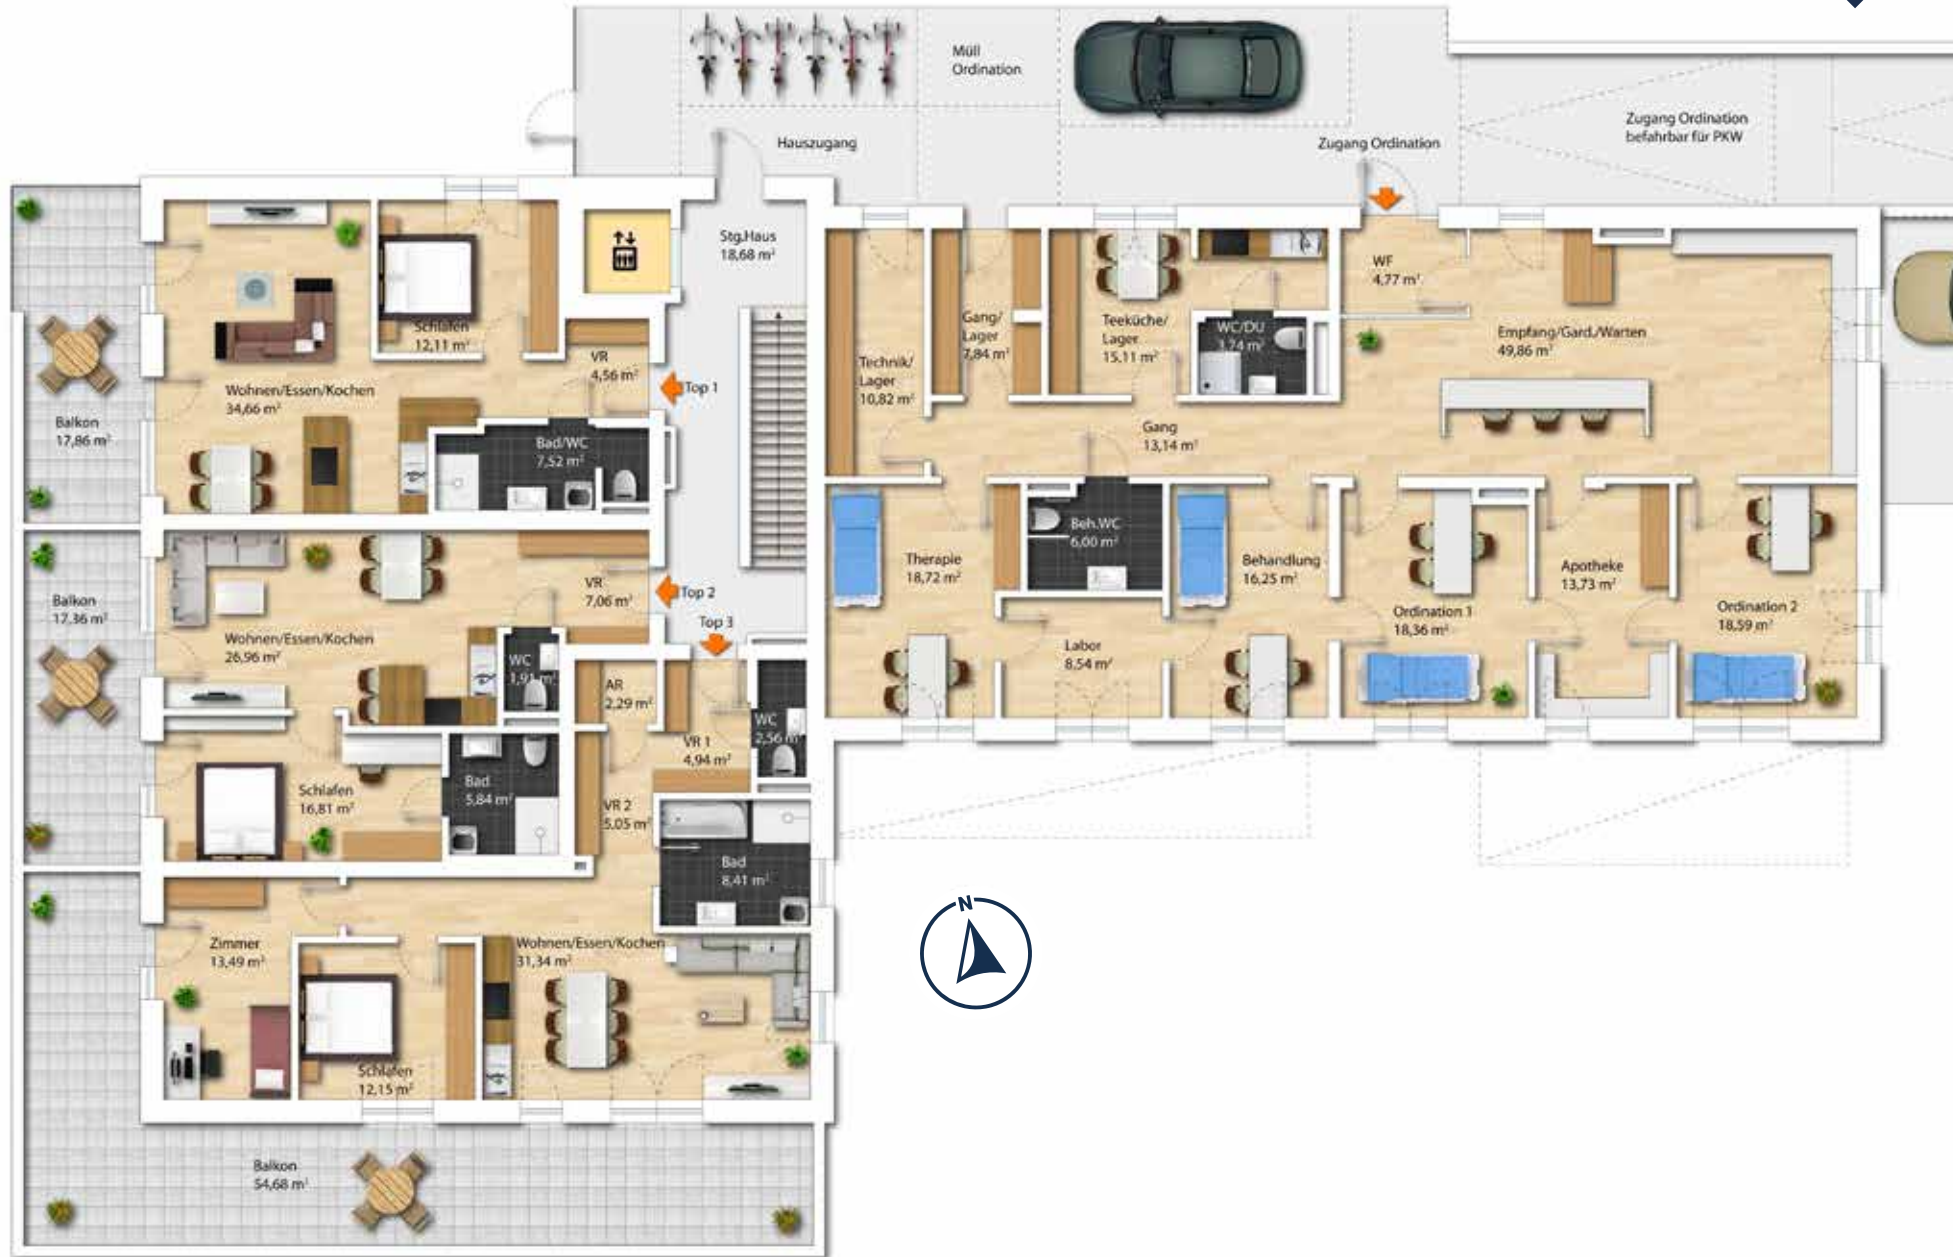 Müll
Ordination
Hauszugang
Zugang Ordination
Zugang Ordination
befahrbar für PKW
Stg.Haus
18,68 m²
WF
4,77 m²
Schlafen
12,11 m²
VR
4,56 m²
Top 1
Wohnen/Essen/Kochen
34,66 m²
Balkon
17,86 m²
Bad/WC
7,52 m²
Technik/
Lager
10,82 m²
Gang/
Lager
7,84 m²
Teeküche/
Lager
15,11 m²
WC/DU
3,74 m²
Empfang/Gard./Warten
49,86 m²
Gang
13,14 m²
Therapie
18,72 m²
Beh.WC
6,00 m²
Behandlung
16,25 m²
Ordination 1
18,36 m²
Apotheke
13,73 m²
Ordination 2
18,59 m²
Labor
8,54 m²
Balkon
17,36 m²
VR
7,06 m²
Top 2
Top 3
Wohnen/Essen/Kochen
26,96 m²
WC
1,91 m²
AR
2,29 m²
WC
2,56 m²
VR 1
4,94 m²
Schlafen
16,81 m²
Bad
5,84 m²
VR 2
5,05 m²
Bad
8,41 m²
N
Zimmer
13,49 m²
Wohnen/Essen/Kochen
31,34 m²
Schlafen
12,15 m²
Balkon
54,68 m²